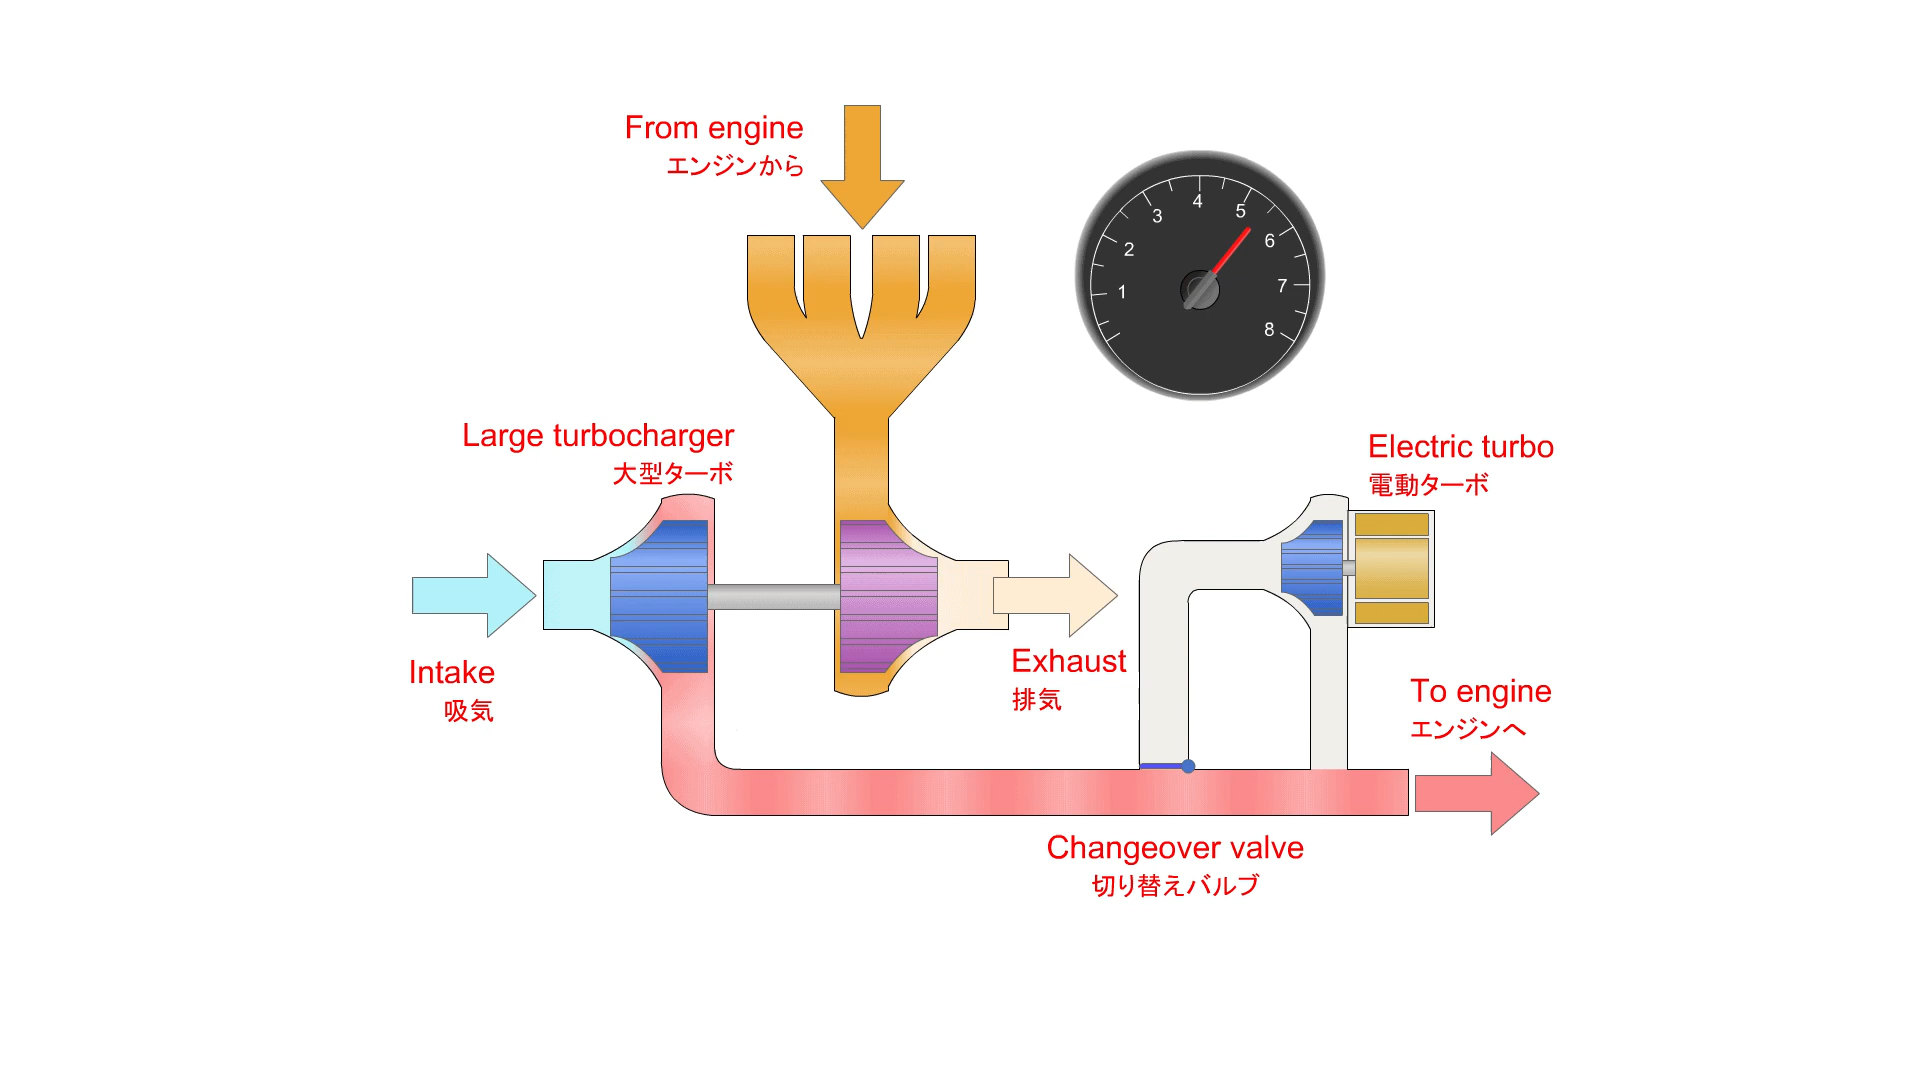 From engine
エンジンから
1
2
3
4
5
6
7
8
Large turbocharger
大型ターボ
Electric turbo
電動ターボ
Intake
吸気
Exhaust
排気
To engine
エンジンへ
Changeover valve
切り替えバルブ